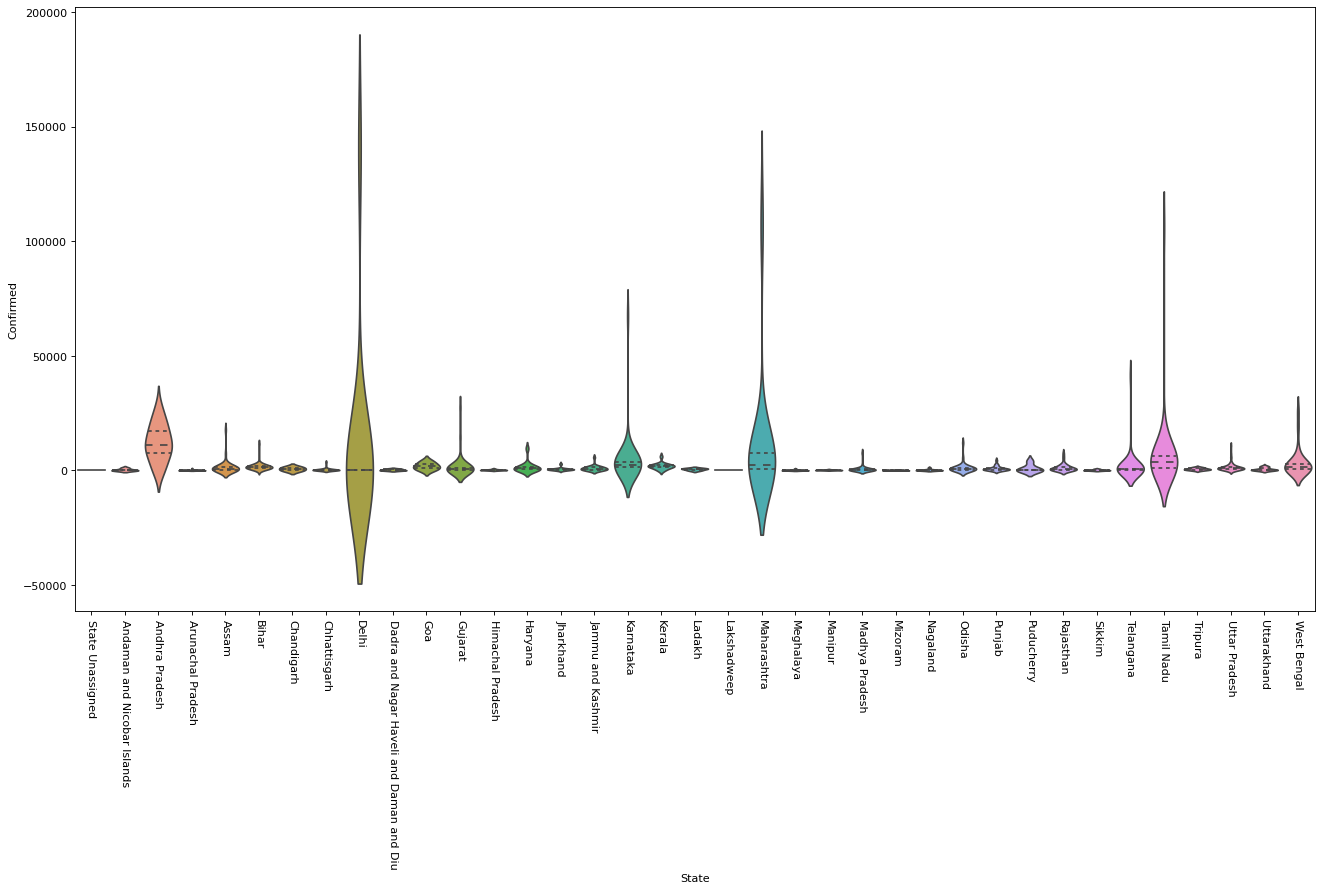 200000
150000
100000
50000
0
−50000
Confirmed
State Unassigned
Andaman and Nicobar Islands
Andhra Pradesh
Arunachal Pradesh
Assam
Bihar
Chandigarh
Chhattisgarh
Delhi
Dadra and Nagar Haveli and Daman and Diu
Goa
Gujarat
Himachal Pradesh
Haryana
Jharkhand
Jammu and Kashmir
Karnataka
Kerala
Ladakh
Lakshadweep
Maharashtra
Meghalaya
Manipur
Madhya Pradesh
Mizoram
Nagaland
Odisha
Punjab
Puducherry
Rajasthan
Sikkim
Telangana
Tamil Nadu
Tripura
Uttar Pradesh
Uttarakhand
West Bengal
State